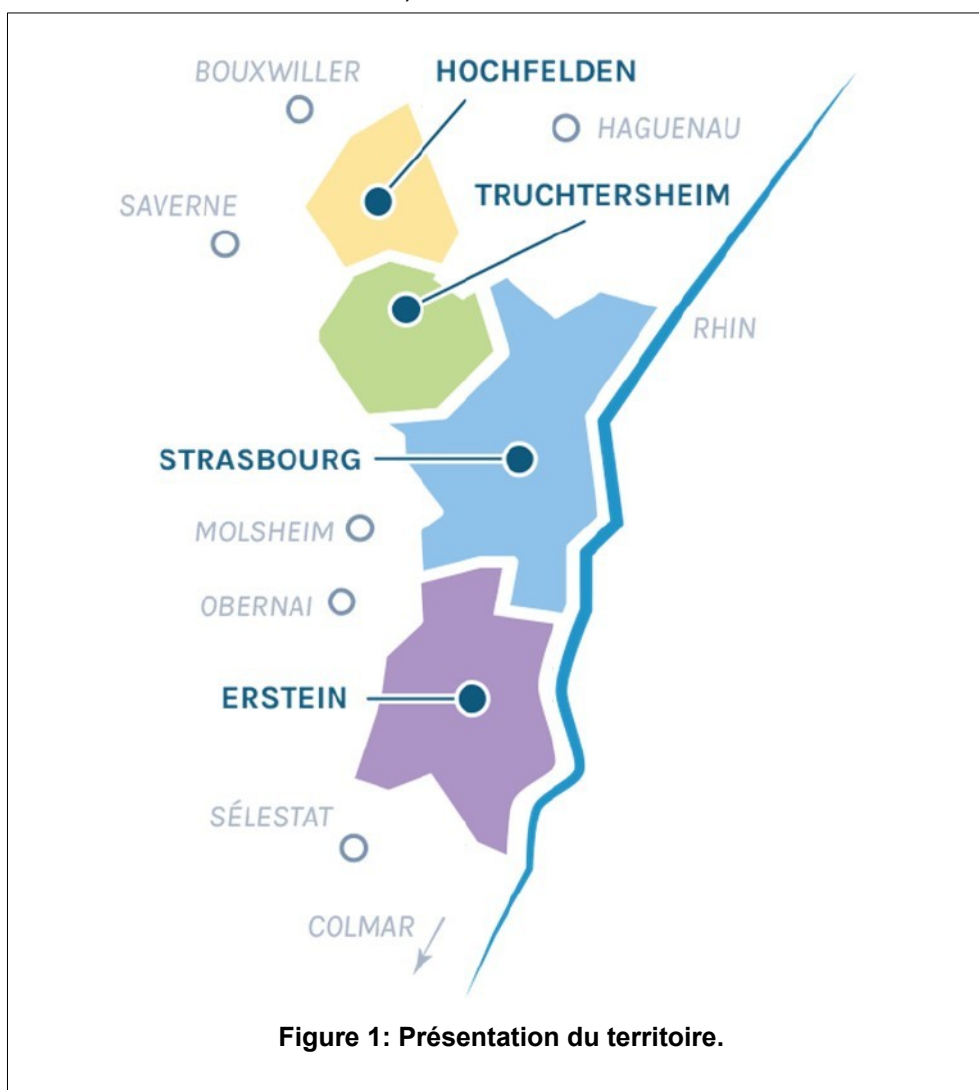 BOUXWILLER
HOCHFELDEN
HAGUENAU
TRUCHTERSHEIM
SAVERNE
RHIN
STRASBOURG
MOLSHEIM
OBERNAI
ERSTEIN
SÉLESTAT
COLMAR
Figure 1: Présentation du territoire.